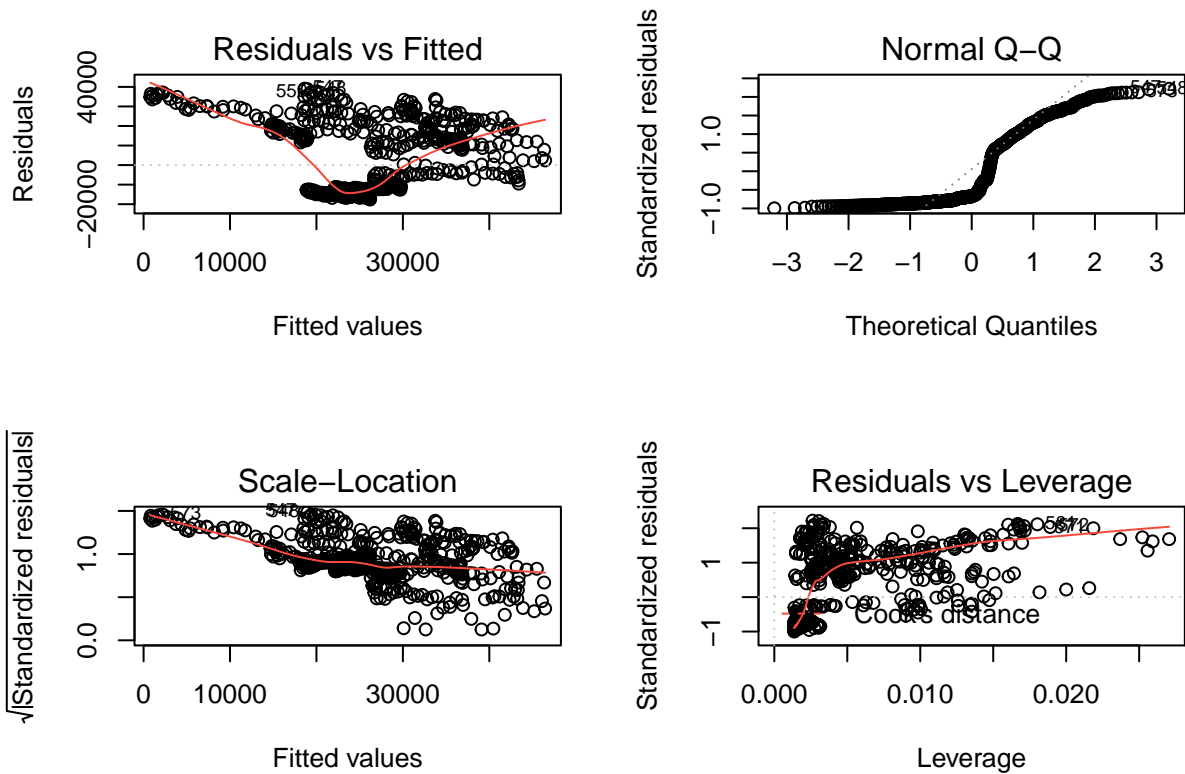 Residuals vs Fitted
Residuals
40000
−20000
0
10000
30000
Fitted values
Normal Q−Q
Standardized residuals
1.0
−1.0
−3
−2
−1
0
1
2
3
Theoretical Quantiles
Scale−Location
√|Standardized residuals|
1.0
0.0
0
10000
30000
Fitted values
Residuals vs Leverage
Standardized residuals
1
−1
Cook's distance
0.000
0.010
0.020
Leverage